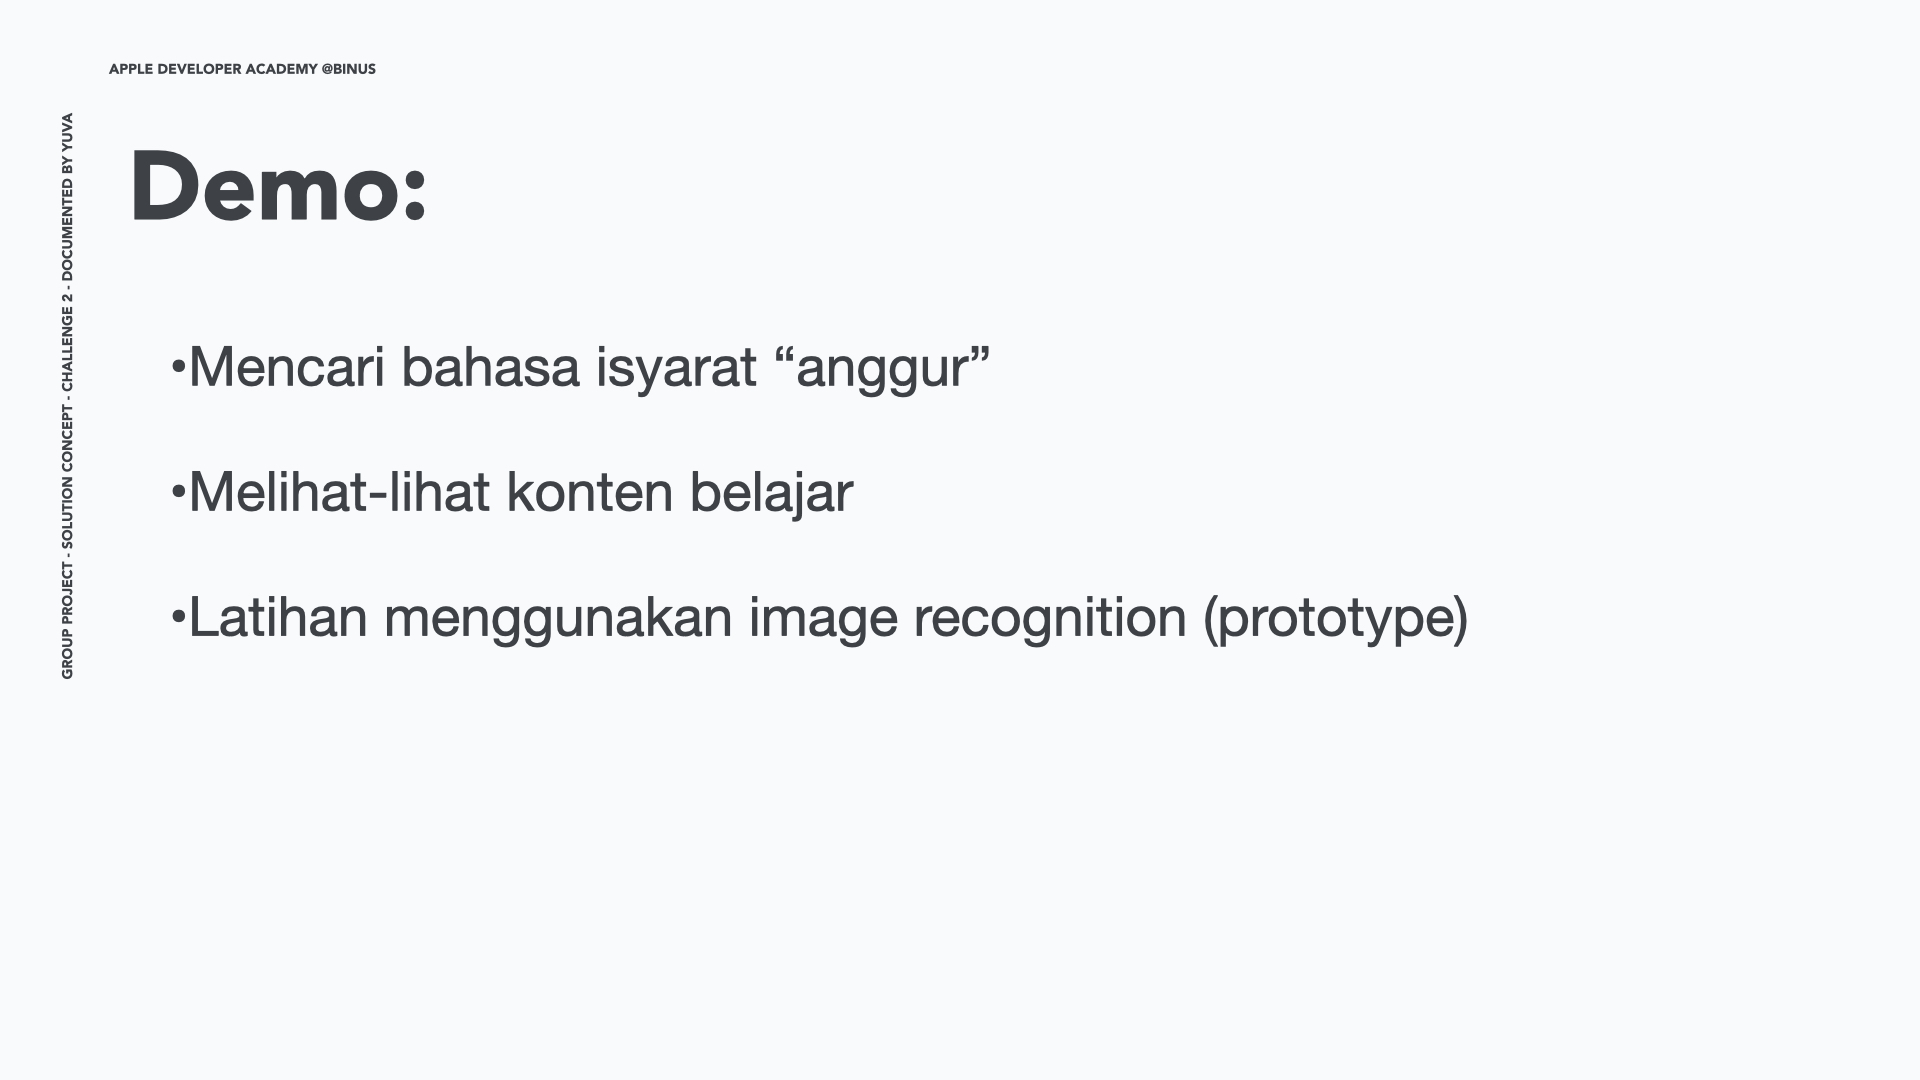 APPLE DEVELOPER ACADEMY @BINUS
GROUP PROJECT - SOLUTION CONCEPT - CHALLENGE 2 - DOCUMENTED BY YUVA
Demo:
•Mencari bahasa isyarat “anggur”
•Melihat-lihat konten belajar
•Latihan menggunakan image recognition (prototype)